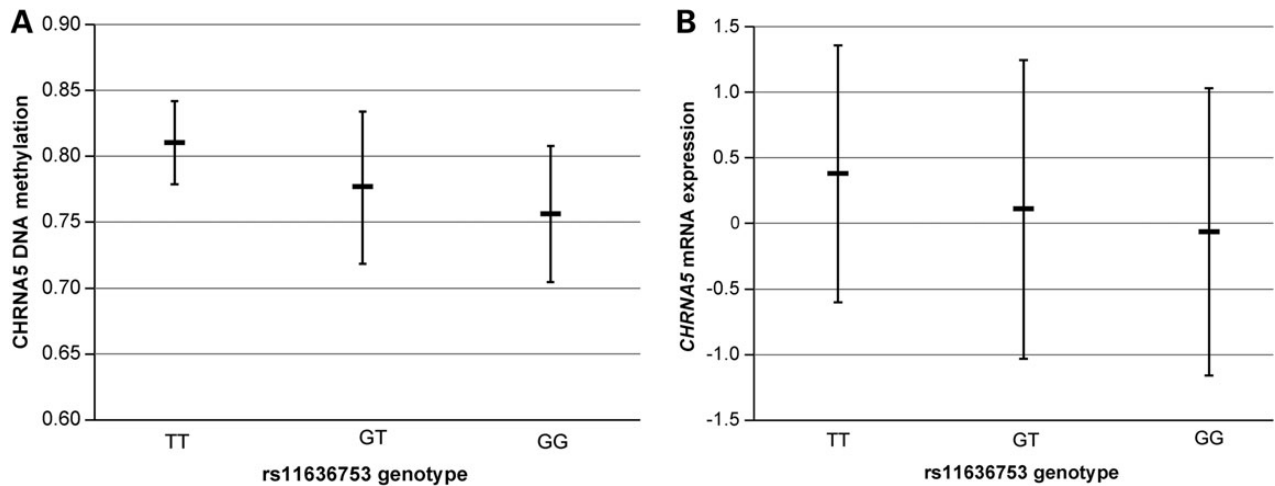 A
CHRNA5 DNA methylation
0.90
0.85
0.80
0.75
0.70
0.65
0.60
TT GT GG
rs11636753 genotype
B
CHRNA5 mRNA expression
1.5
1.0
0.5
0
-0.5
-1.0
-1.5
TT GT GG
rs11636753 genotype